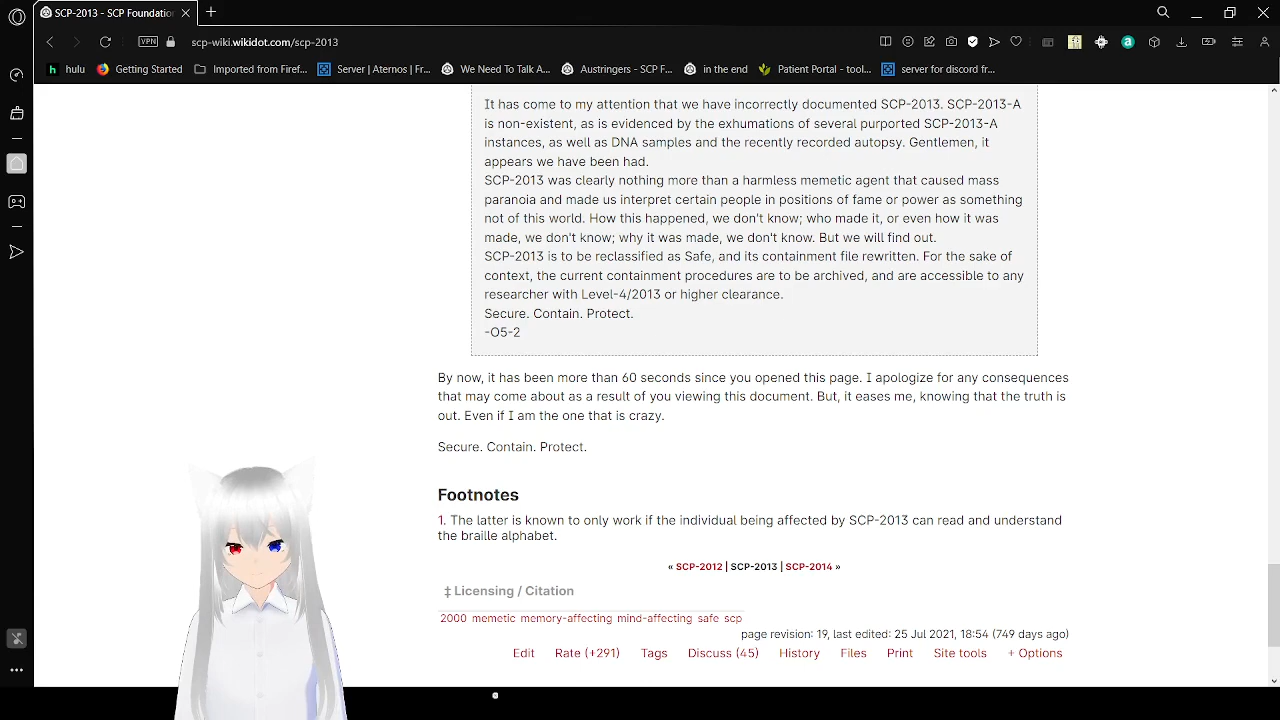 SCP-2013 - SCP Foundation
scp-wiki.wikidot.com/scp-2013
VPN
hulu
Getting Started
Imported from Firef...
Server | Aternos | Fr...
We Need To Talk A...
Austringers - SCP F...
in the end
Patient Portal - tool...
server for discord fr...
It has come to my attention that we have incorrectly documented SCP-2013. SCP-2013-A
is non-existent, as is evidenced by the exhumations of several purported SCP-2013-A
instances, as well as DNA samples and the recently recorded autopsy. Gentlemen, it
appears we have been had.
SCP-2013 was clearly nothing more than a harmless memetic agent that caused mass
paranoia and made us interpret certain people in positions of fame or power as something
not of this world. How this happened, we don't know; who made it, or even how it was
made, we don't know; why it was made, we don't know. But we will find out.
SCP-2013 is to be reclassified as Safe, and its containment file rewritten. For the sake of
context, the current containment procedures are to be archived, and are accessible to any
researcher with Level-4/2013 or higher clearance.
Secure. Contain. Protect.
-O5-2
By now, it has been more than 60 seconds since you opened this page. I apologize for any consequences
that may come about as a result of you viewing this document. But, it eases me, knowing that the truth is
out. Even if I am the one that is crazy.
Secure. Contain. Protect.
Footnotes
1. The latter is known to only work if the individual being affected by SCP-2013 can read and understand
the braille alphabet.
« SCP-2012 | SCP-2013 | SCP-2014 »
‡ Licensing / Citation
2000 memetic memory-affecting mind-affecting safe scp
page revision: 19, last edited: 25 Jul 2021, 18:54 (749 days ago)
Edit Rate (+291) Tags Discuss (45) History Files Print Site tools + Options